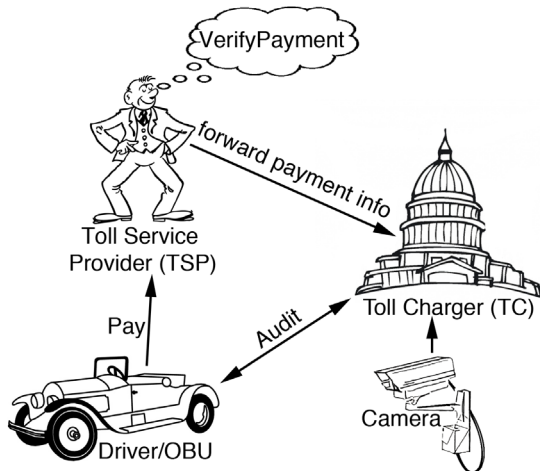 VerifyPayment
forward payment info
Toll Service
Provider (TSP)
Toll Charger (TC)
Pay
Audit
Camera
Driver/OBU